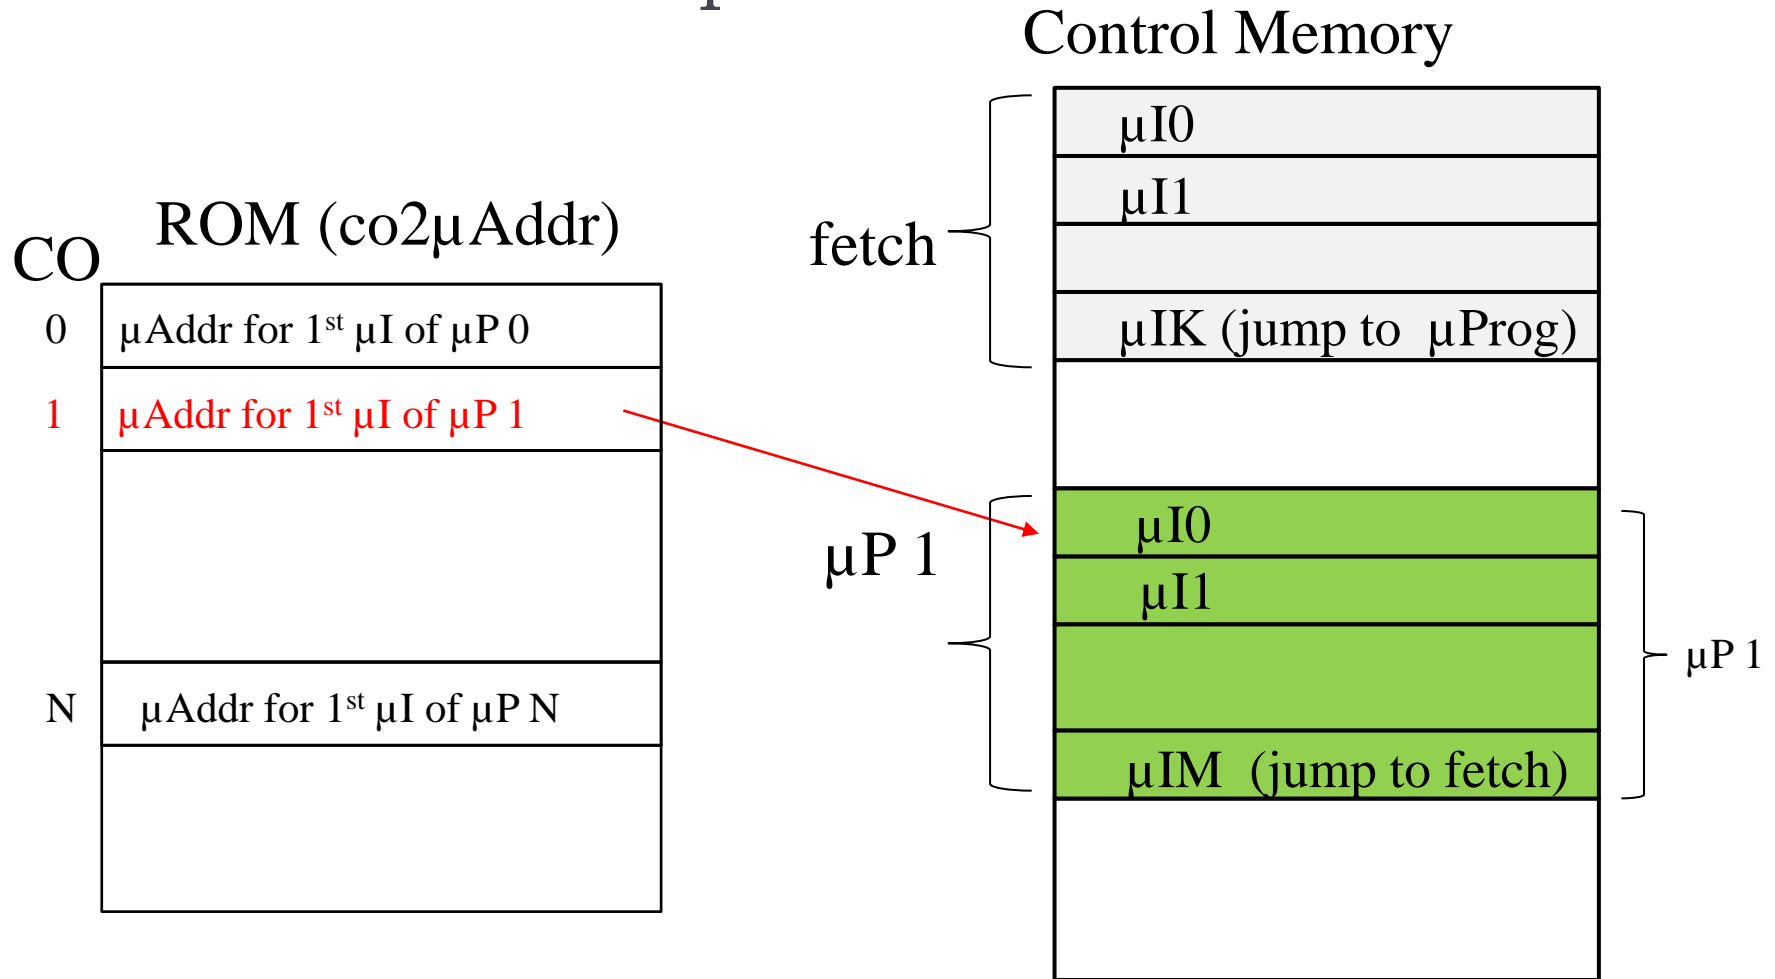 Control Memory
µI0
µI1
fetch
µIK (jump to µProg)
ROM (co2µAddr)
CO
0 µAddr for 1st µI of µP 0
1 µAddr for 1st µI of µP 1
N µAddr for 1st µI of µP N
µP 1
µI0
µI1
µIM (jump to fetch)
µP 1